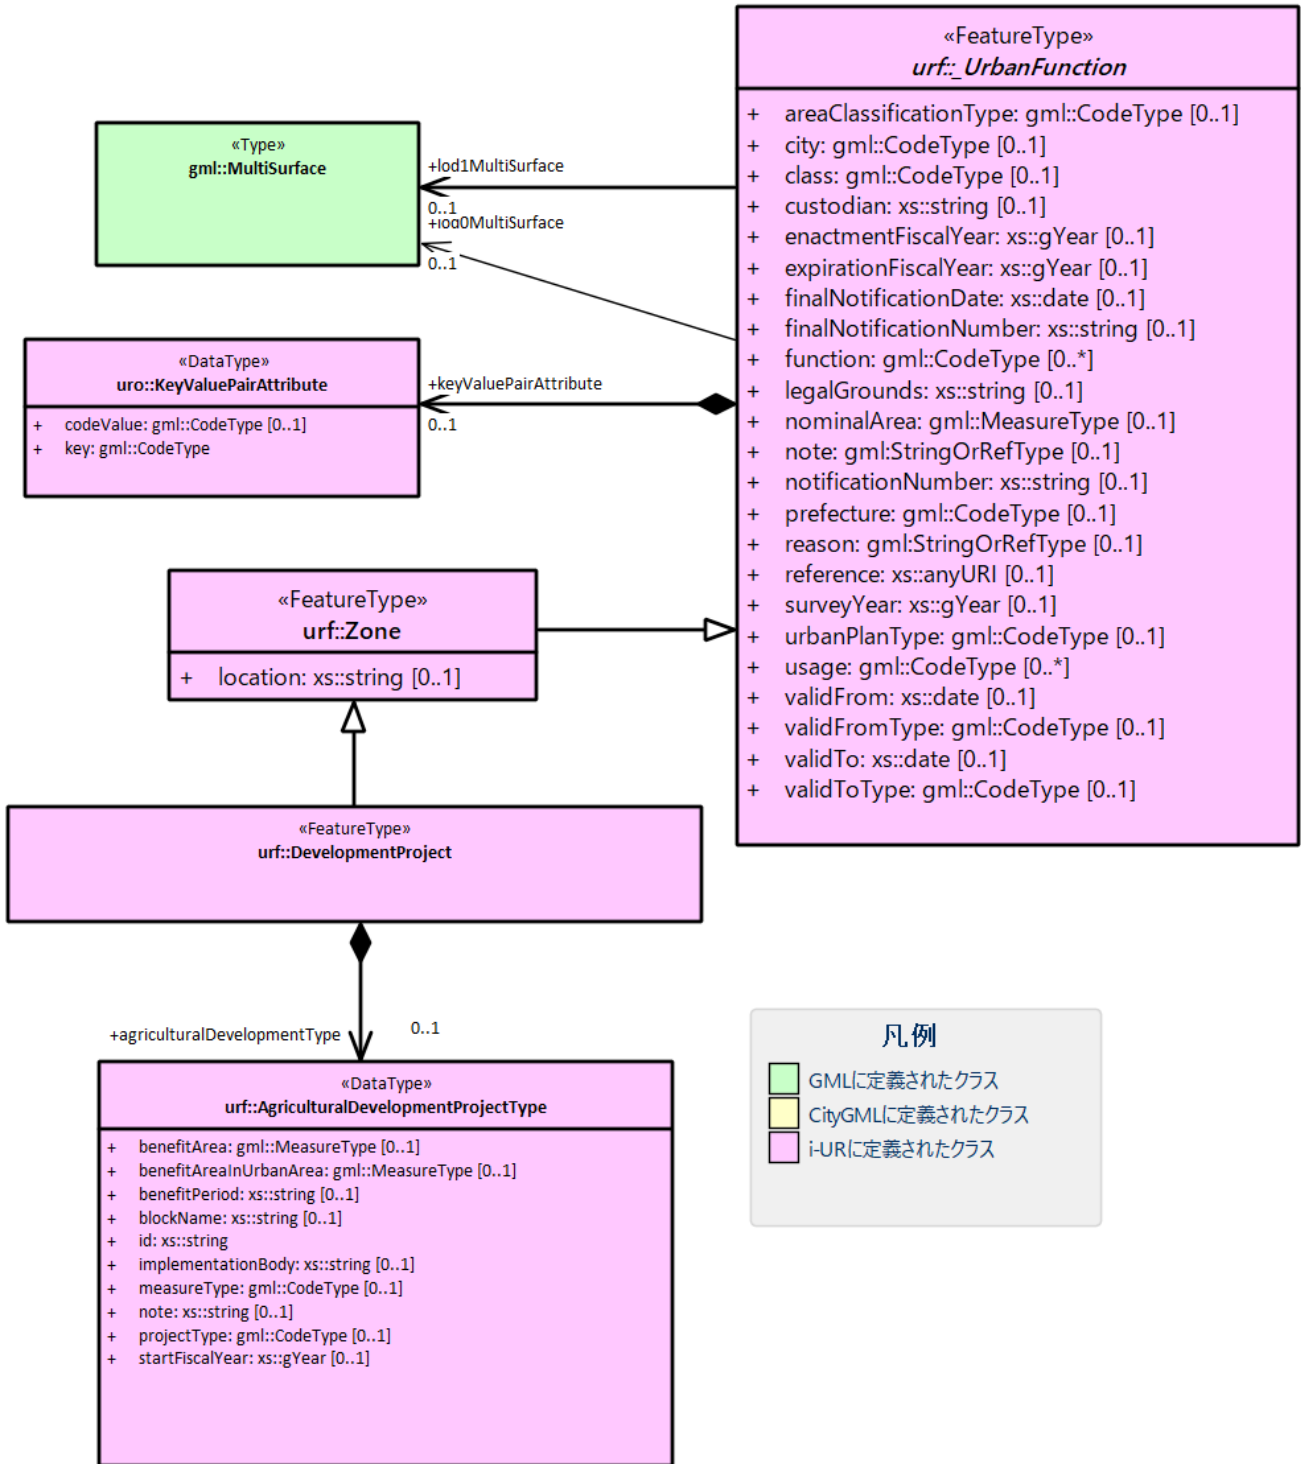 «FeatureType»
urf::_UrbanFunction
+ areaClassificationType: gml::CodeType [0..1]
+ city: gml::CodeType [0..1]
+ class: gml::CodeType [0..1]
+ custodian: xs::string [0..1]
+ enactmentFiscalYear: xs::gYear [0..1]
+ expirationFiscalYear: xs::gYear [0..1]
+ finalNotificationDate: xs::date [0..1]
+ finalNotificationNumber: xs::string [0..1]
+ function: gml::CodeType [0..*]
+ legalGrounds: xs::string [0..1]
+ nominalArea: gml::MeasureType [0..1]
+ note: gml:StringOrRefType [0..1]
+ notificationNumber: xs::string [0..1]
+ prefecture: gml::CodeType [0..1]
+ reason: gml:StringOrRefType [0..1]
+ reference: xs::anyURI [0..1]
+ surveyYear: xs::gYear [0..1]
+ urbanPlanType: gml::CodeType [0..1]
+ usage: gml::CodeType [0..*]
+ validFrom: xs::date [0..1]
+ validFromType: gml::CodeType [0..1]
+ validTo: xs::date [0..1]
+ validToType: gml::CodeType [0..1]
«Type»
gml::MultiSurface
+lod1MultiSurface
0..1
+lod0MultiSurface
0..1
«DataType»
uro::KeyValuePairAttribute
+ codeValue: gml::CodeType [0..1]
+ key: gml::CodeType
+keyValuePairAttribute
0..1
«FeatureType»
urf::Zone
+ location: xs::string [0..1]
«FeatureType»
urf::DevelopmentProject
+agriculturalDevelopmentType
0..1
«DataType»
urf::AgriculturalDevelopmentProjectType
+ benefitArea: gml::MeasureType [0..1]
+ benefitAreaInUrbanArea: gml::MeasureType [0..1]
+ benefitPeriod: xs::string [0..1]
+ blockName: xs::string [0..1]
+ id: xs::string
+ implementationBody: xs::string [0..1]
+ measureType: gml::CodeType [0..1]
+ note: xs::string [0..1]
+ projectType: gml::CodeType [0..1]
+ startFiscalYear: xs::gYear [0..1]
凡例
GMLに定義されたクラス
CityGMLに定義されたクラス
i-URに定義されたクラス